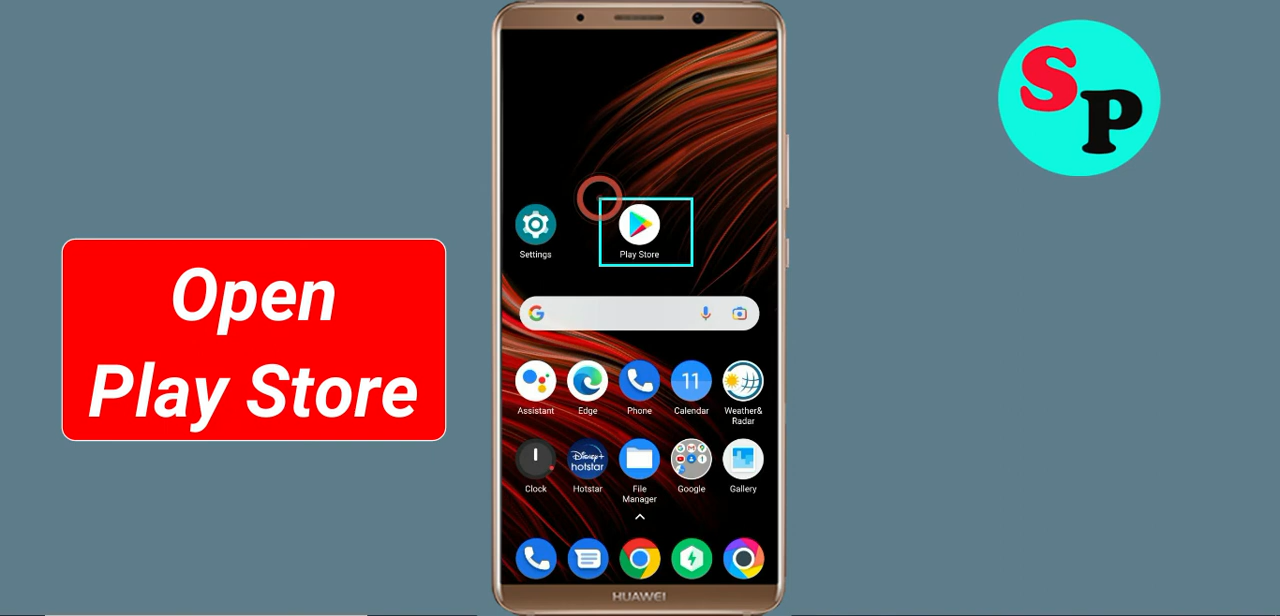 S
P
Open
Play Store
Settings
Play Store
G
Assistant
Edge
Phone
11
Calendar
Weather&
Radar
Clock
Disney+
hotstar
Hotstar
File
Manager
Google
Gallery
HUAWEI